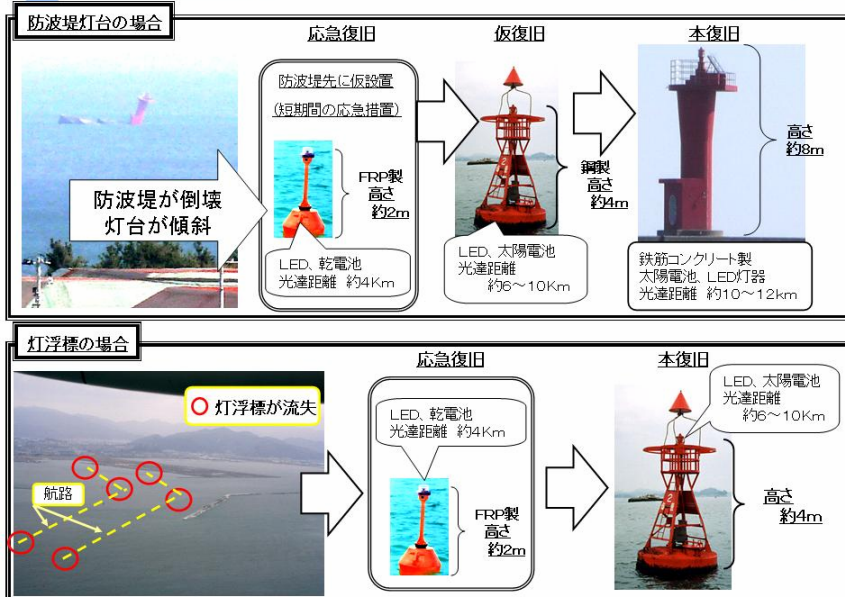 防波堤灯台の場合
応急復旧
仮復旧
本復旧
防波堤先に仮設置
(短期間の応急措置)
防波堤が倒壊
灯台が傾斜
FRP製
高さ
約2m
LED、乾電池
光達距離 約4Km
鋼製
高さ
約4m
LED、太陽電池
光達距離
約6～10Km
高さ
約8m
鉄筋コンクリート製
太陽電池、LED灯器
光達距離 約10～12km
灯浮標の場合
応急復旧
本復旧
灯浮標が流失
航路
LED、乾電池
光達距離 約4Km
FRP製
高さ
約2m
LED、太陽電池
光達距離
約6～10Km
高さ
約4m